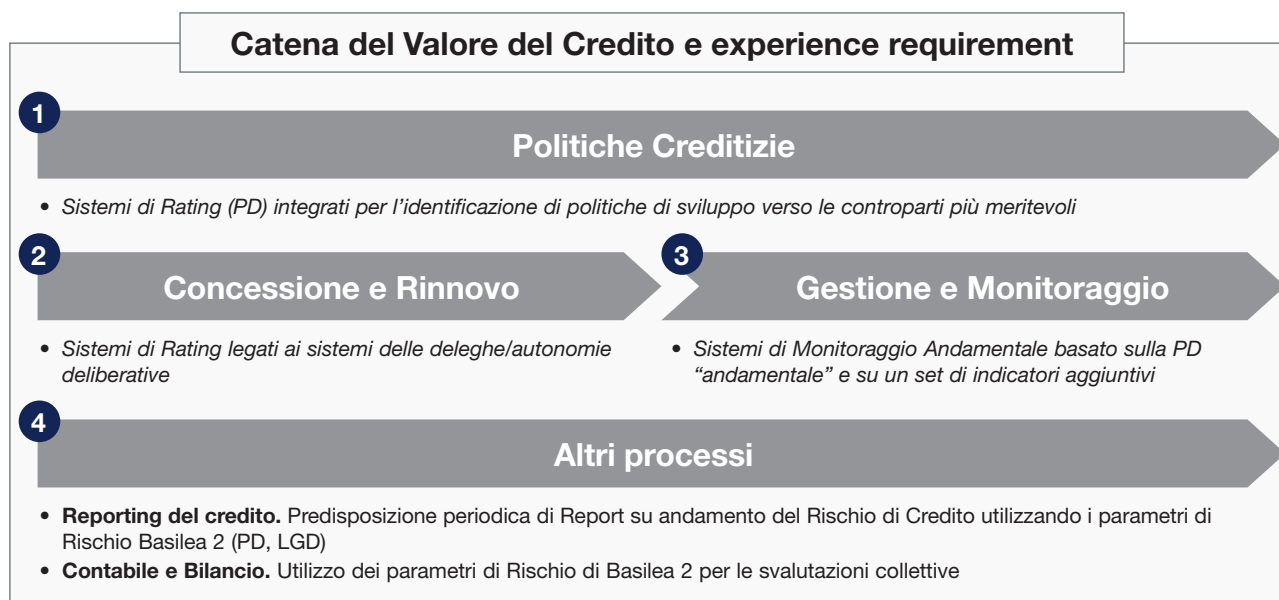 Catena del Valore del Credito e experience requirement
1
Politiche Creditizie
• Sistemi di Rating (PD) integrati per l'identificazione di politiche di sviluppo verso le controparti più meritevoli
2
Concessione e Rinnovo
• Sistemi di Rating legati ai sistemi delle deleghe/autonomie
deliberative
3
Gestione e Monitoraggio
• Sistemi di Monitoraggio Andamentale basato sulla PD
“andamentale” e su un set di indicatori aggiuntivi
4
Altri processi
• Reporting del credito. Predisposizione periodica di Report su andamento del Rischio di Credito utilizzando i parametri di
Rischio Basilea 2 (PD, LGD)
• Contabile e Bilancio. Utilizzo dei parametri di Rischio di Basilea 2 per le svalutazioni collettive